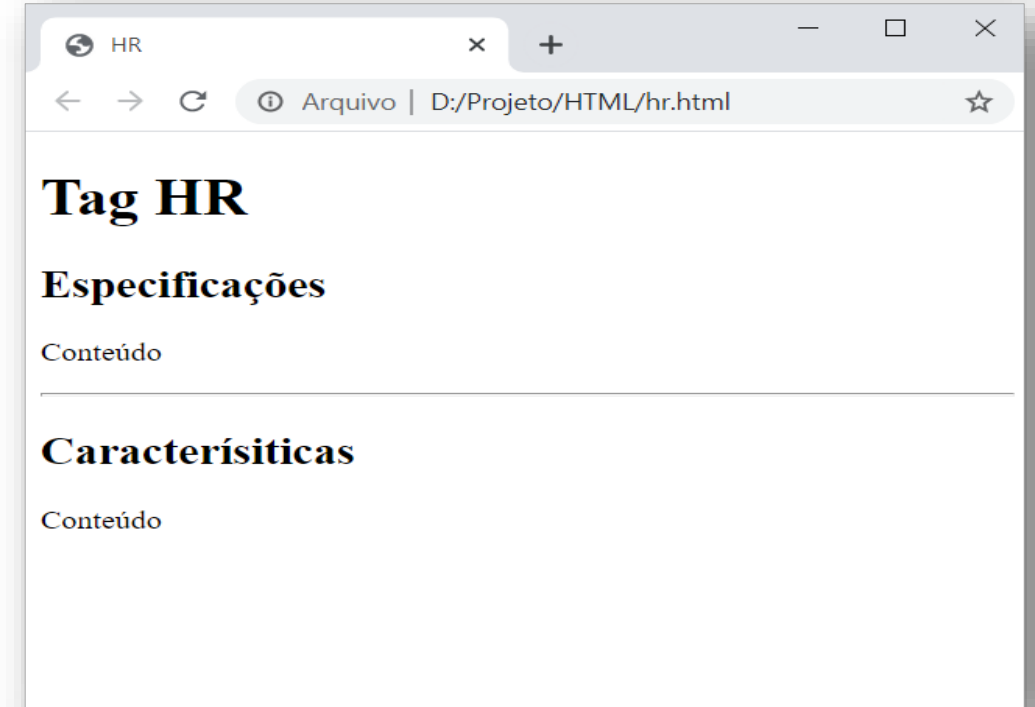 HR
Arquivo | D:/Projeto/HTML/hr.html
Tag HR
Especificações
Conteúdo
Caracterísiticas
Conteúdo